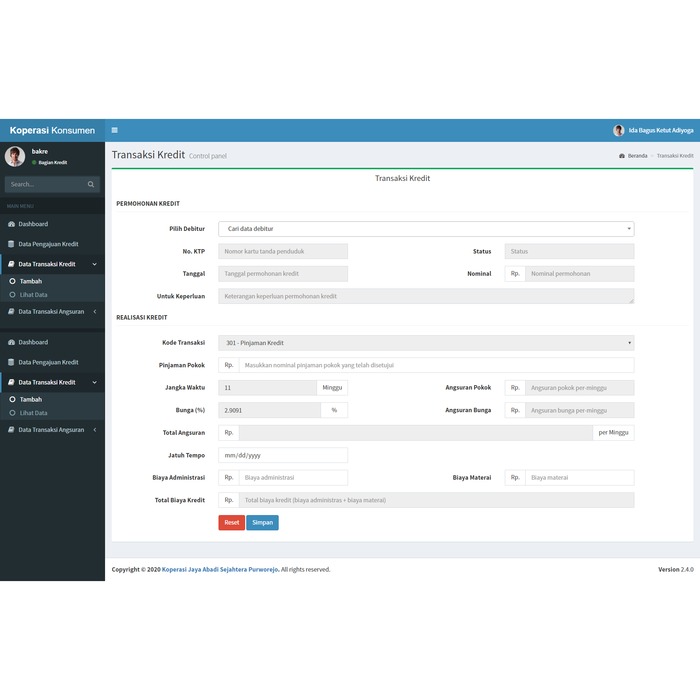 Koperasi Konsumen
Ida Bagus Ketut Adiyoga
bakre
Bagian Kredit
Search...
MAIN MENU
Dashboard
Data Pengajuan Kredit
Data Transaksi Kredit
Tambah
Lihat Data
Data Transaksi Angsuran
Dashboard
Data Pengajuan Kredit
Data Transaksi Kredit
Tambah
Lihat Data
Data Transaksi Angsuran
Transaksi Kredit Control panel
Beranda Transaksi Kredit
Transaksi Kredit
PERMOHONAN KREDIT
Pilih Debitur Cari data debitur
No. KTP Nomor kartu tanda penduduk Status Status
Tanggal Tanggal permohonan kredit Nominal Rp. Nominal permohonan
Untuk Keperluan Keterangan keperluan permohonan kredit
REALISASI KREDIT
Kode Transaksi 301 - Pinjaman Kredit
Pinjaman Pokok Rp. Masukkan nominal pinjaman pokok yang telah disetujui
Jangka Waktu 11 Minggu Angsuran Pokok Rp. Angsuran pokok per-minggu
Bunga (%) 2.9091 % Angsuran Bunga Rp. Angsuran bunga per-minggu
Total Angsuran Rp. per Minggu
Jatuh Tempo mm/dd/yyyy
Biaya Administrasi Rp. Biaya administrasi Biaya Materai Rp. Biaya materai
Total Biaya Kredit Rp. Total biaya kredit (biaya administras + biaya materai)
Reset Simpan
Copyright © 2020 Koperasi Jaya Abadi Sejahtera Purworejo. All rights reserved. Version 2.4.0